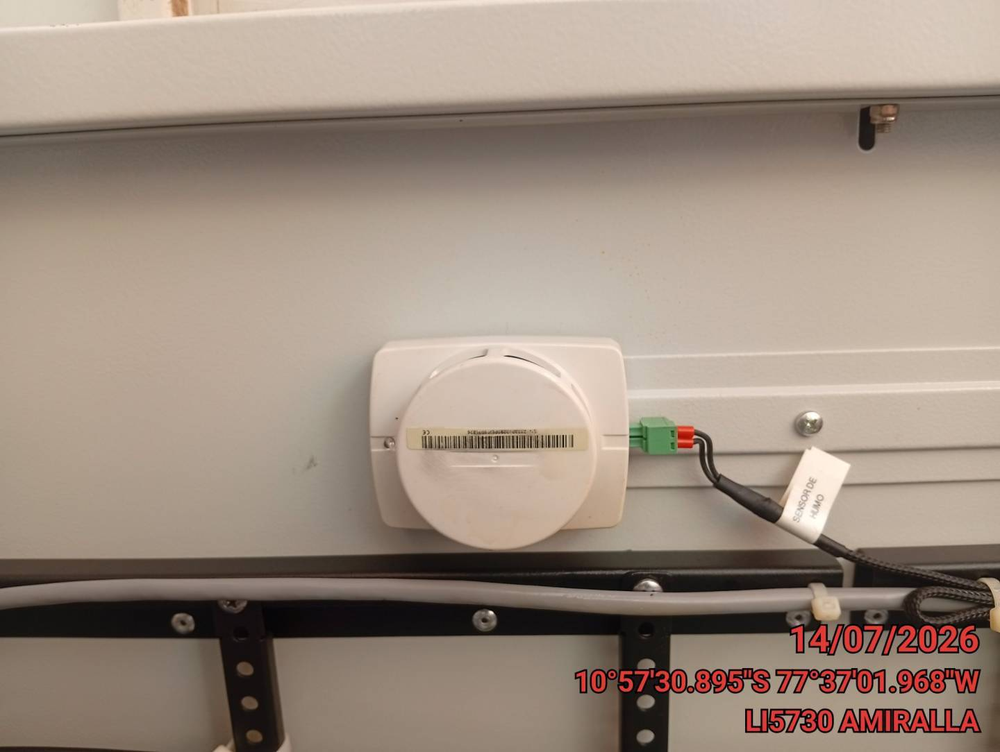 CE
SENSOR DE
HUMO
14/07/2026
10°57'30.895"S 77°37'01.968"W
LI5730 AMIRALLA